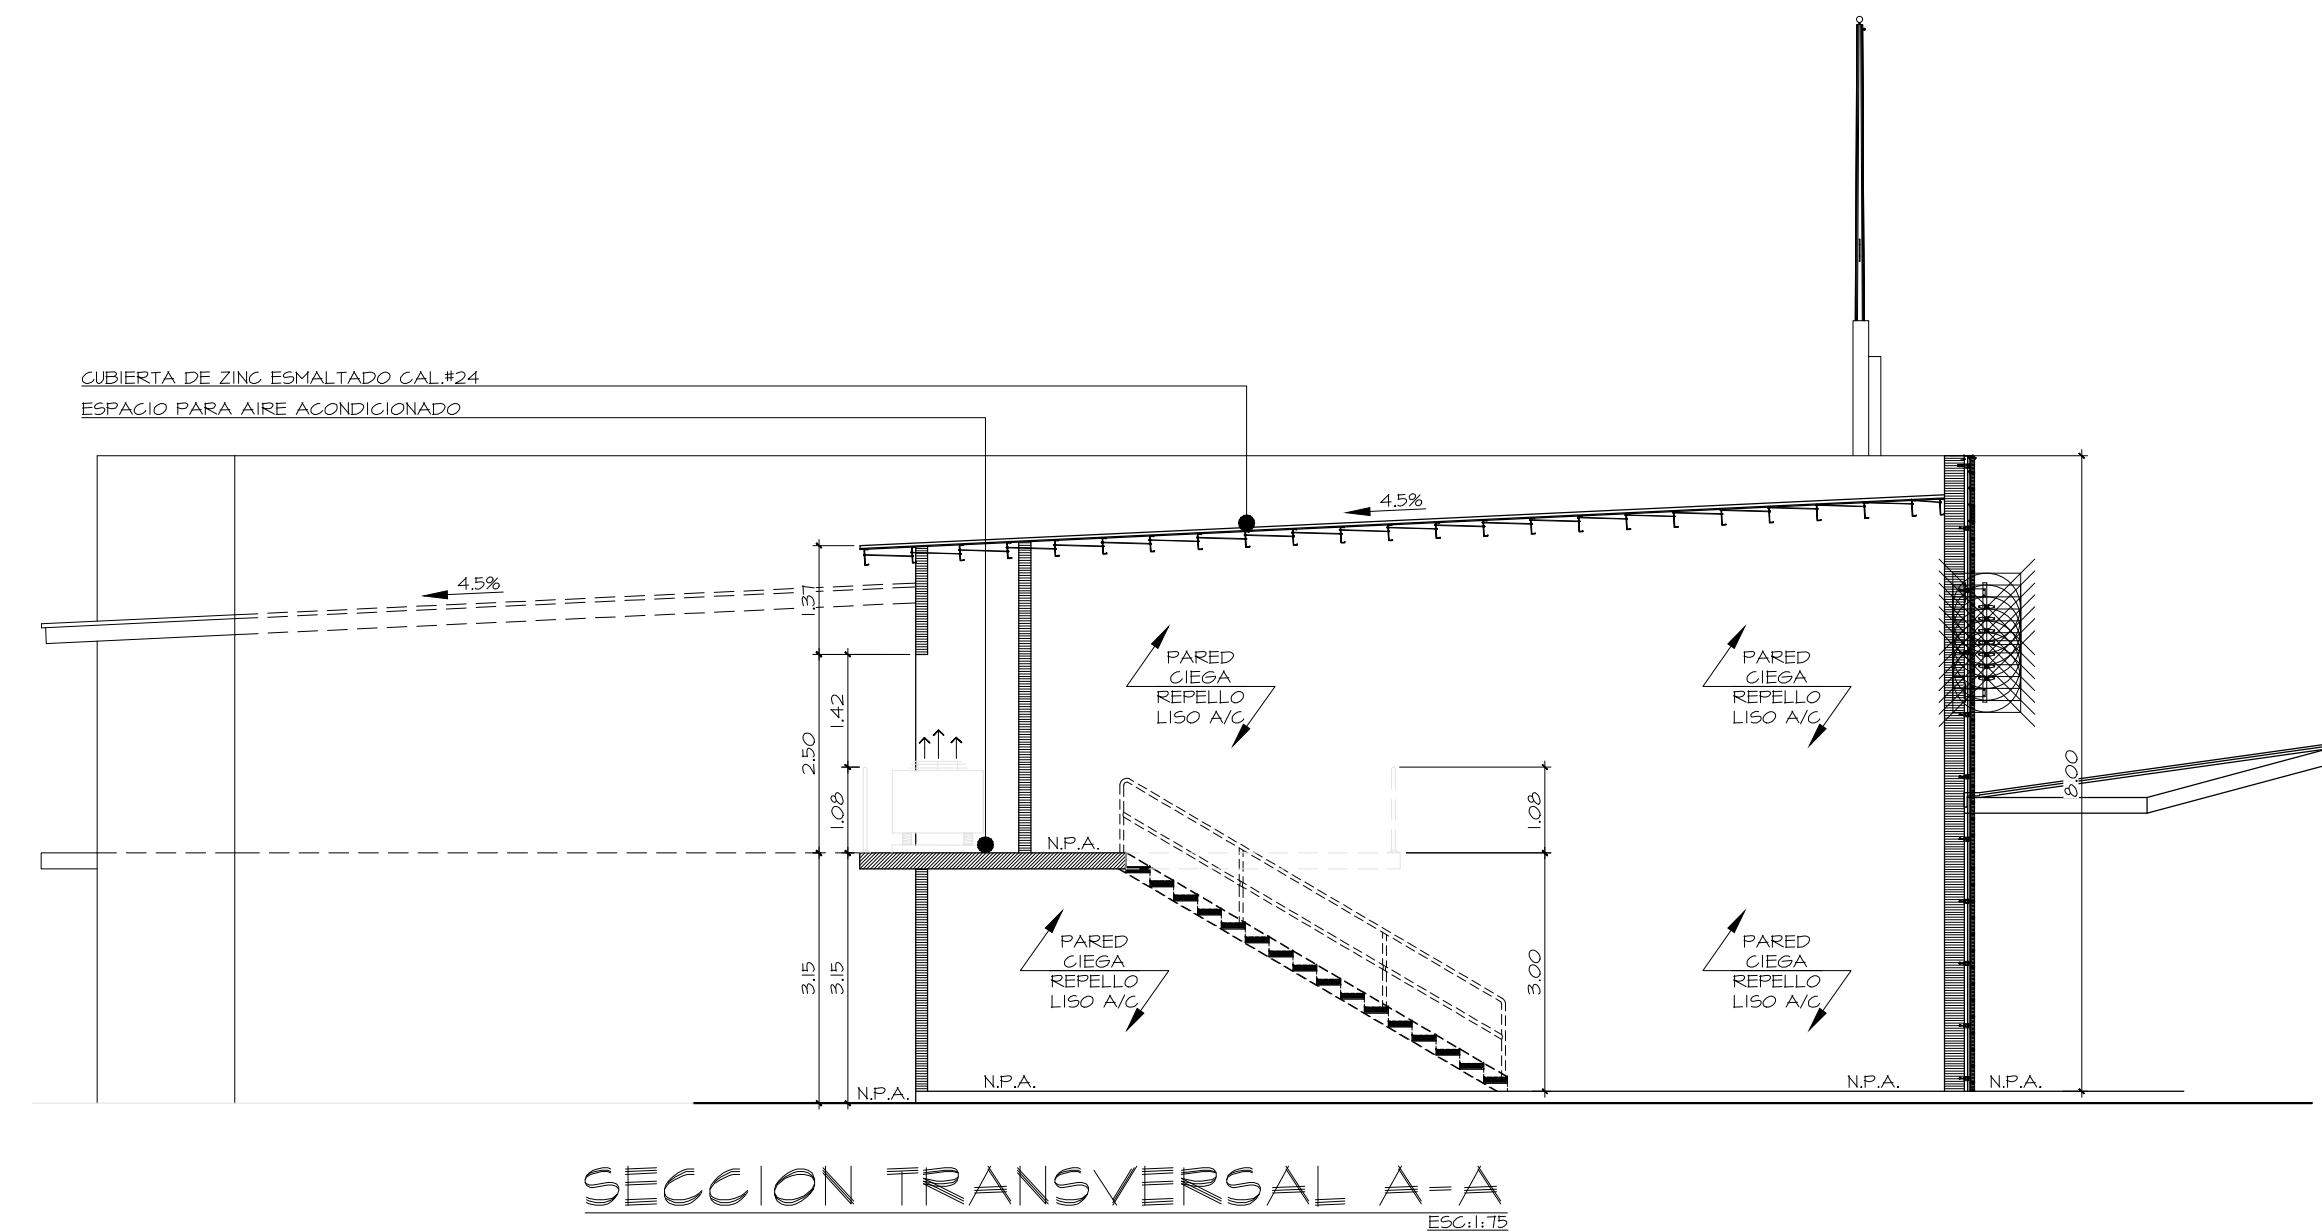 CUBIERTA DE ZINC ESMALTADO CAL.#24
ESPACIO PARA AIRE ACONDICIONADO
4.5%
4.5%
1.37
1.42
2.50
1.08
3.15
3.15
PARED
CIEGA
REPELLO
LISO A/C
PARED
CIEGA
REPELLO
LISO A/C
N.P.A.
1.08
3.00
8.00
PARED
CIEGA
REPELLO
LISO A/C
PARED
CIEGA
REPELLO
LISO A/C
N.P.A.
N.P.A.
N.P.A.
N.P.A.
SECCION TRANSVERSAL A-A
ESC:1:75